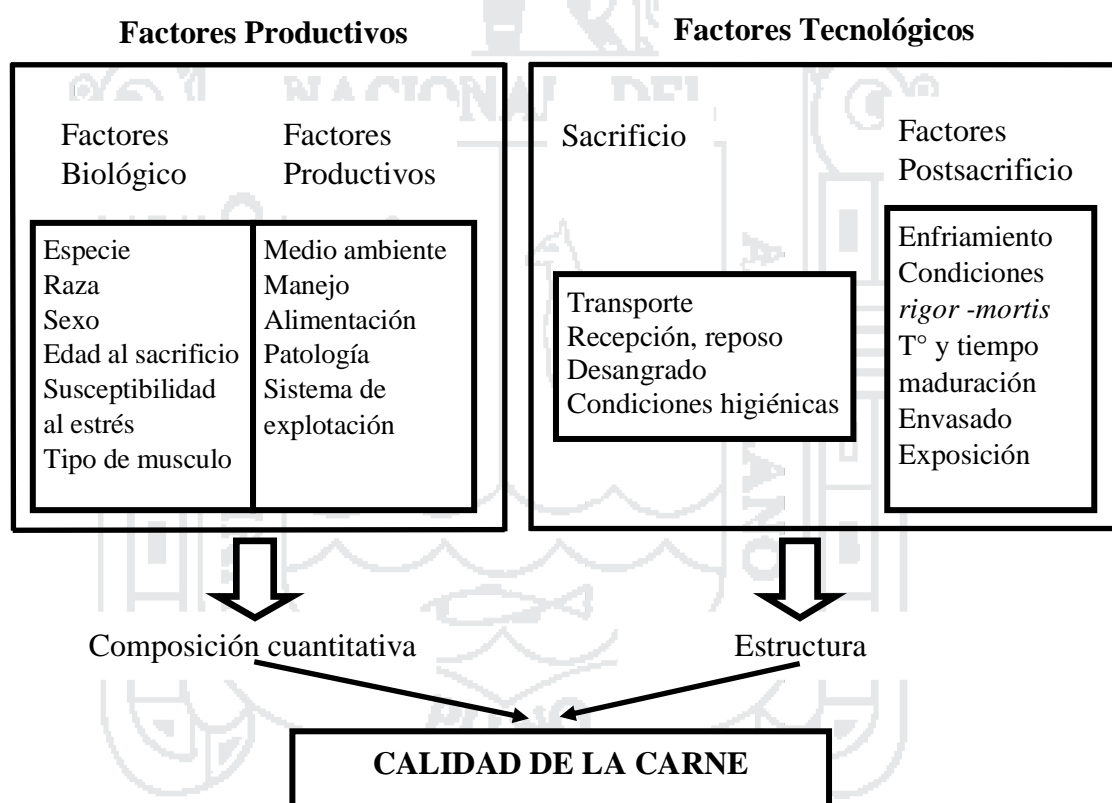 Factores Productivos
Factores Tecnológicos
NACIONAL DEL
Factores
Biológico
Factores
Productivos
Especie
Raza
Sexo
Edad al sacrificio
Susceptibilidad
al estrés
Tipo de musculo
Medio ambiente
Manejo
Alimentación
Patología
Sistema de
explotación
Sacrificio
Transporte
Recepción, reposo
Desangrado
Condiciones higiénicas
Factores
Postsacrificio
Enfriamiento
Condiciones
rigor -mortis
T° y tiempo
maduración
Envasado
Exposición
Composición cuantitativa
Estructura
CALIDAD DE LA CARNE